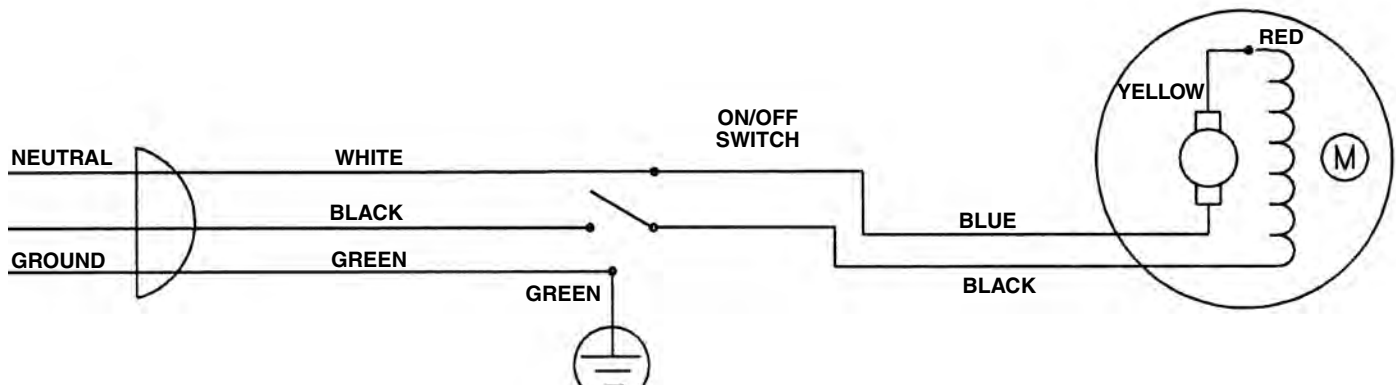 RED
YELLOW
ON/OFF
SWITCH
M
NEUTRAL
WHITE
BLACK
BLUE
GROUND
GREEN
BLACK
GREEN